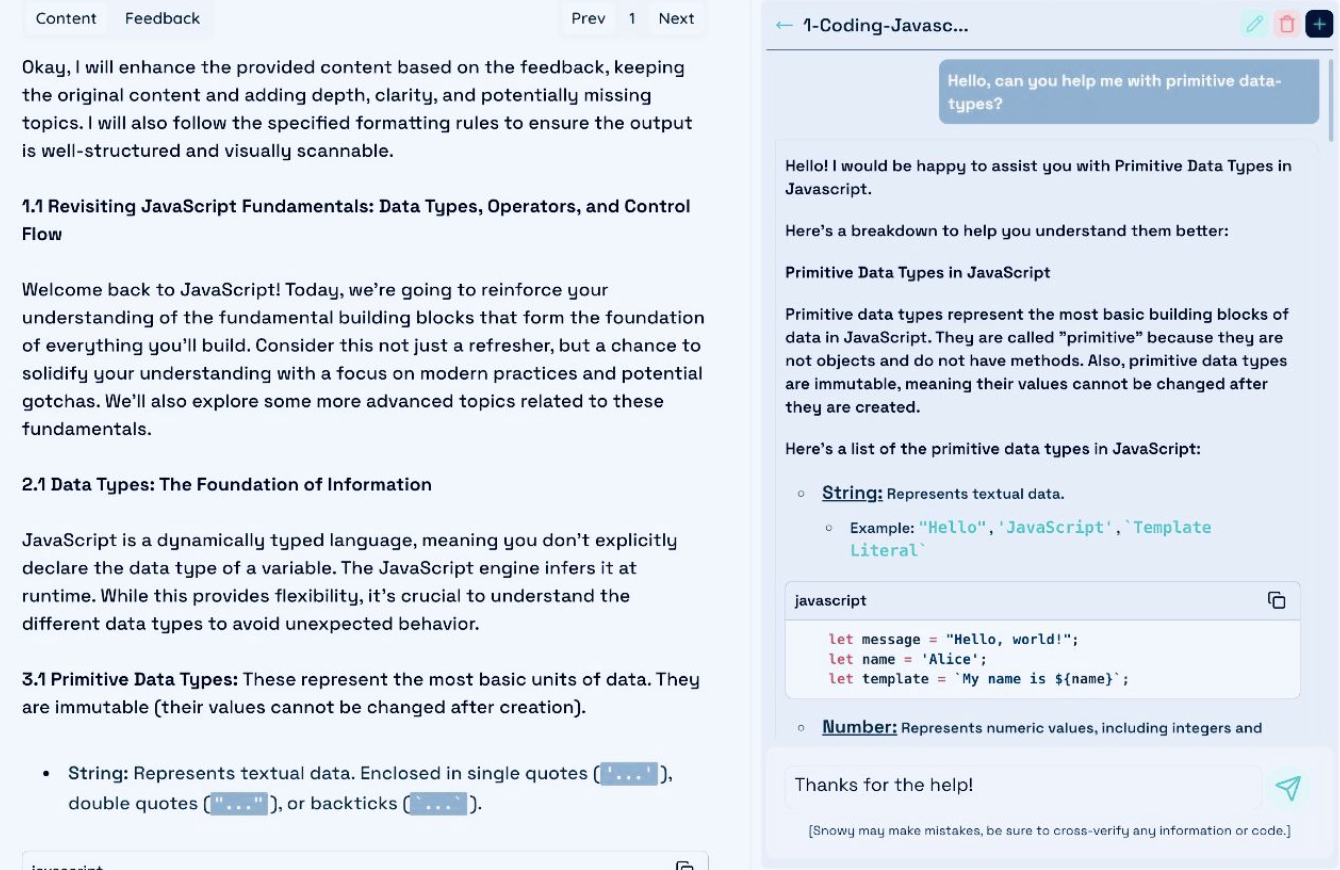 Content Feedback Prev 1 Next
Okay, I will enhance the provided content based on the feedback, keeping
the original content and adding depth, clarity, and potentially missing
topics. I will also follow the specified formatting rules to ensure the output
is well-structured and visually scannable.
1.1 Revisiting JavaScript Fundamentals: Data Types, Operators, and Control
Flow
Welcome back to JavaScript! Today, we're going to reinforce your
understanding of the fundamental building blocks that form the foundation
of everything you'll build. Consider this not just a refresher, but a chance to
solidify your understanding with a focus on modern practices and potential
gotchas. We'll also explore some more advanced topics related to these
fundamentals.
2.1 Data Types: The Foundation of Information
JavaScript is a dynamically typed language, meaning you don't explicitly
declare the data type of a variable. The JavaScript engine infers it at
runtime. While this provides flexibility, it's crucial to understand the
different data types to avoid unexpected behavior.
3.1 Primitive Data Types: These represent the most basic units of data. They
are immutable (their values cannot be changed after creation).
• String: Represents textual data. Enclosed in single quotes ('...'),
double quotes ("..."), or backticks (`...`).
javascript
← 1-Coding-Javasc...
Hello, can you help me with primitive data-
types?
Hello! I would be happy to assist you with Primitive Data Types in
Javascript.
Here's a breakdown to help you understand them better:
Primitive Data Types in JavaScript
Primitive data types represent the most basic building blocks of
data in JavaScript. They are called "primitive" because they are
not objects and do not have methods. Also, primitive data types
are immutable, meaning their values cannot be changed after
they are created.
Here's a list of the primitive data types in JavaScript:
String: Represents textual data.
Example: "Hello", 'JavaScript', `Template
Literal`
javascript
let message = "Hello, world!";
let name = 'Alice';
let template = `My name is ${name}`;
Number: Represents numeric values, including integers and
Thanks for the help!
[Snowy may make mistakes, be sure to cross-verify any information or code.]